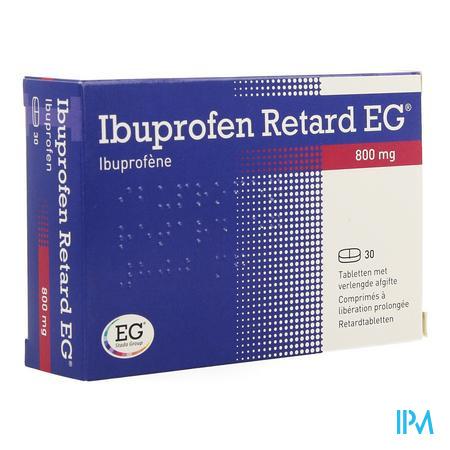 Ibuprofen Retard EG®
Ibuprofène
800 mg
30
Tabletten met
verlengde afgifte
Comprimés à
libération prolongée
Retardtabletten
EG®
Stada Group
Ibuprofen Retard EG®
Ibuprofen
30
800 mg
IPM